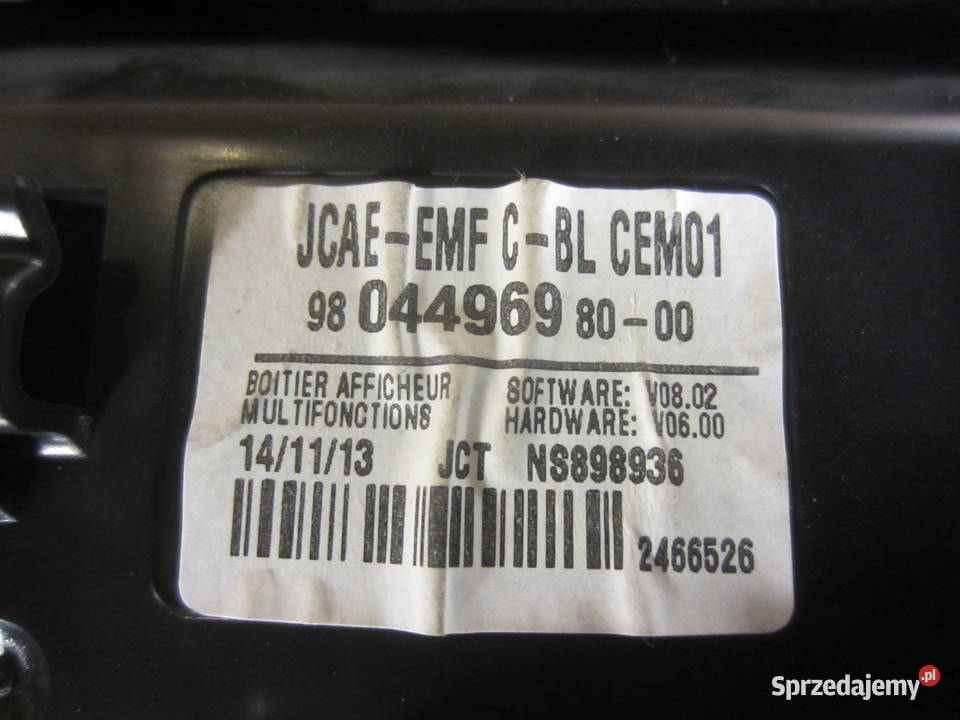 JCAE-EMF C-BL CEM01
98 044969 80-00
BOITIER AFFICHEUR SOFTWARE: V08.02
MULTIFONCTIONS HARDWARE: V06.00
14/11/13 JCT NS898936
2466526
Sprzedajemy.pl